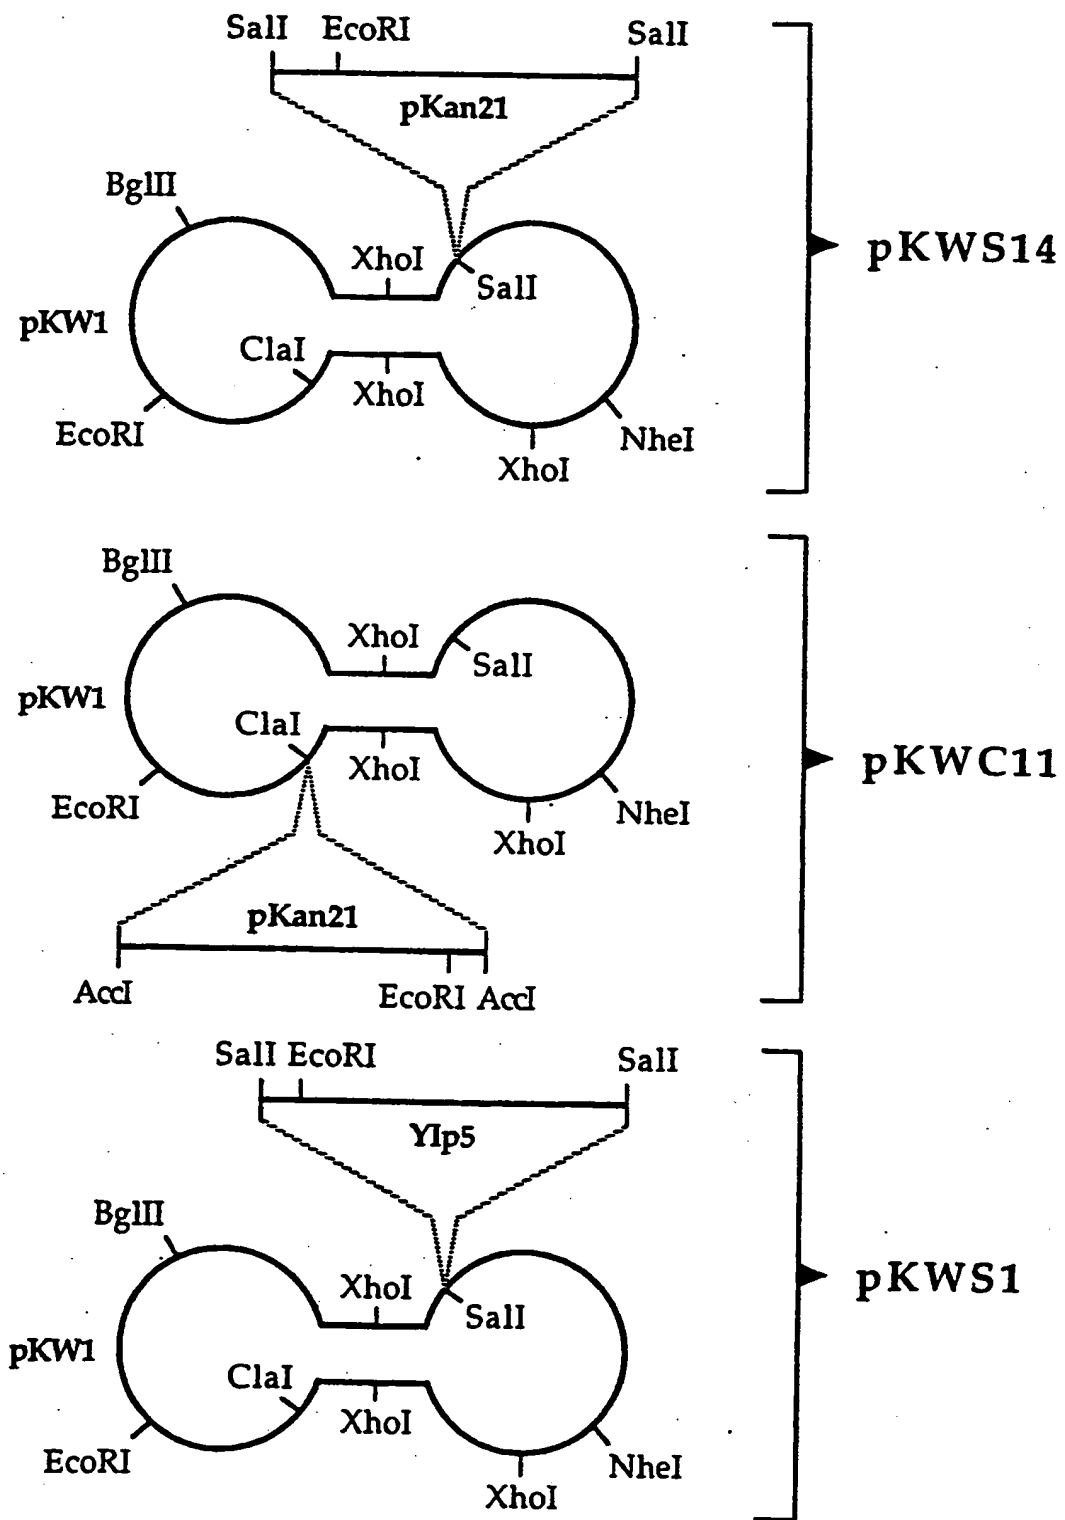 SalI EcoRI SalI
pKan21
BglII
XhoI
SalI
pKWS14
pKW1
ClaI
XhoI
EcoRI
NheI
XhoI
BglII
XhoI
SalI
pKW1
ClaI
XhoI
pKWC11
EcoRI
NheI
XhoI
pKan21
AccI EcoRI AccI
SalI EcoRI SalI
YIp5
BglII
XhoI
SalI
pKWS1
pKW1
ClaI
XhoI
EcoRI
NheI
XhoI